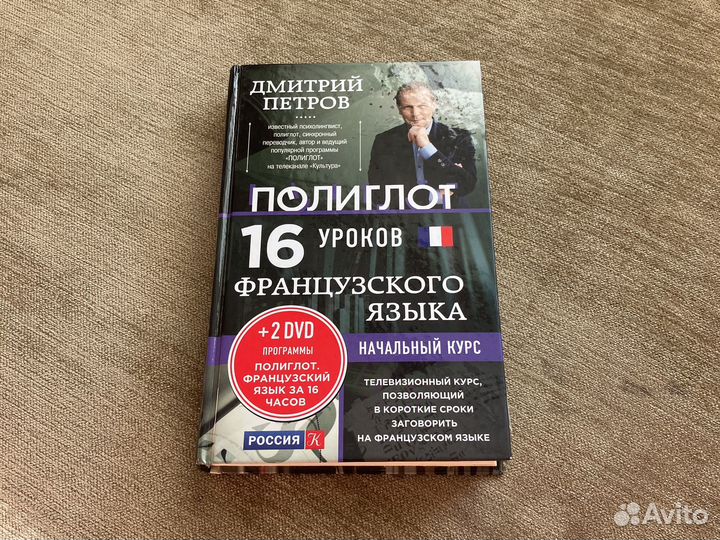 ДМИТРИЙ
ПЕТРОВ
известный психолингвист,
полиглот, синхронный
переводчик, автор и ведущий
популярной программы
«ПОЛИГЛОТ»
на телеканале «Культура»
ПОЛИГЛОТ
16 УРОКОВ
ФРАНЦУЗСКОГО
ЯЗЫКА
+ 2 DVD
ПРОГРАММЫ
ПОЛИГЛОТ.
ФРАНЦУЗСКИЙ
ЯЗЫК ЗА 16
ЧАСОВ
НАЧАЛЬНЫЙ КУРС
ТЕЛЕВИЗИОННЫЙ КУРС,
ПОЗВОЛЯЮЩИЙ
В КОРОТКИЕ СРОКИ
ЗАГОВОРИТЬ
НА ФРАНЦУЗСКОМ ЯЗЫКЕ
РОССИЯ К
Avito